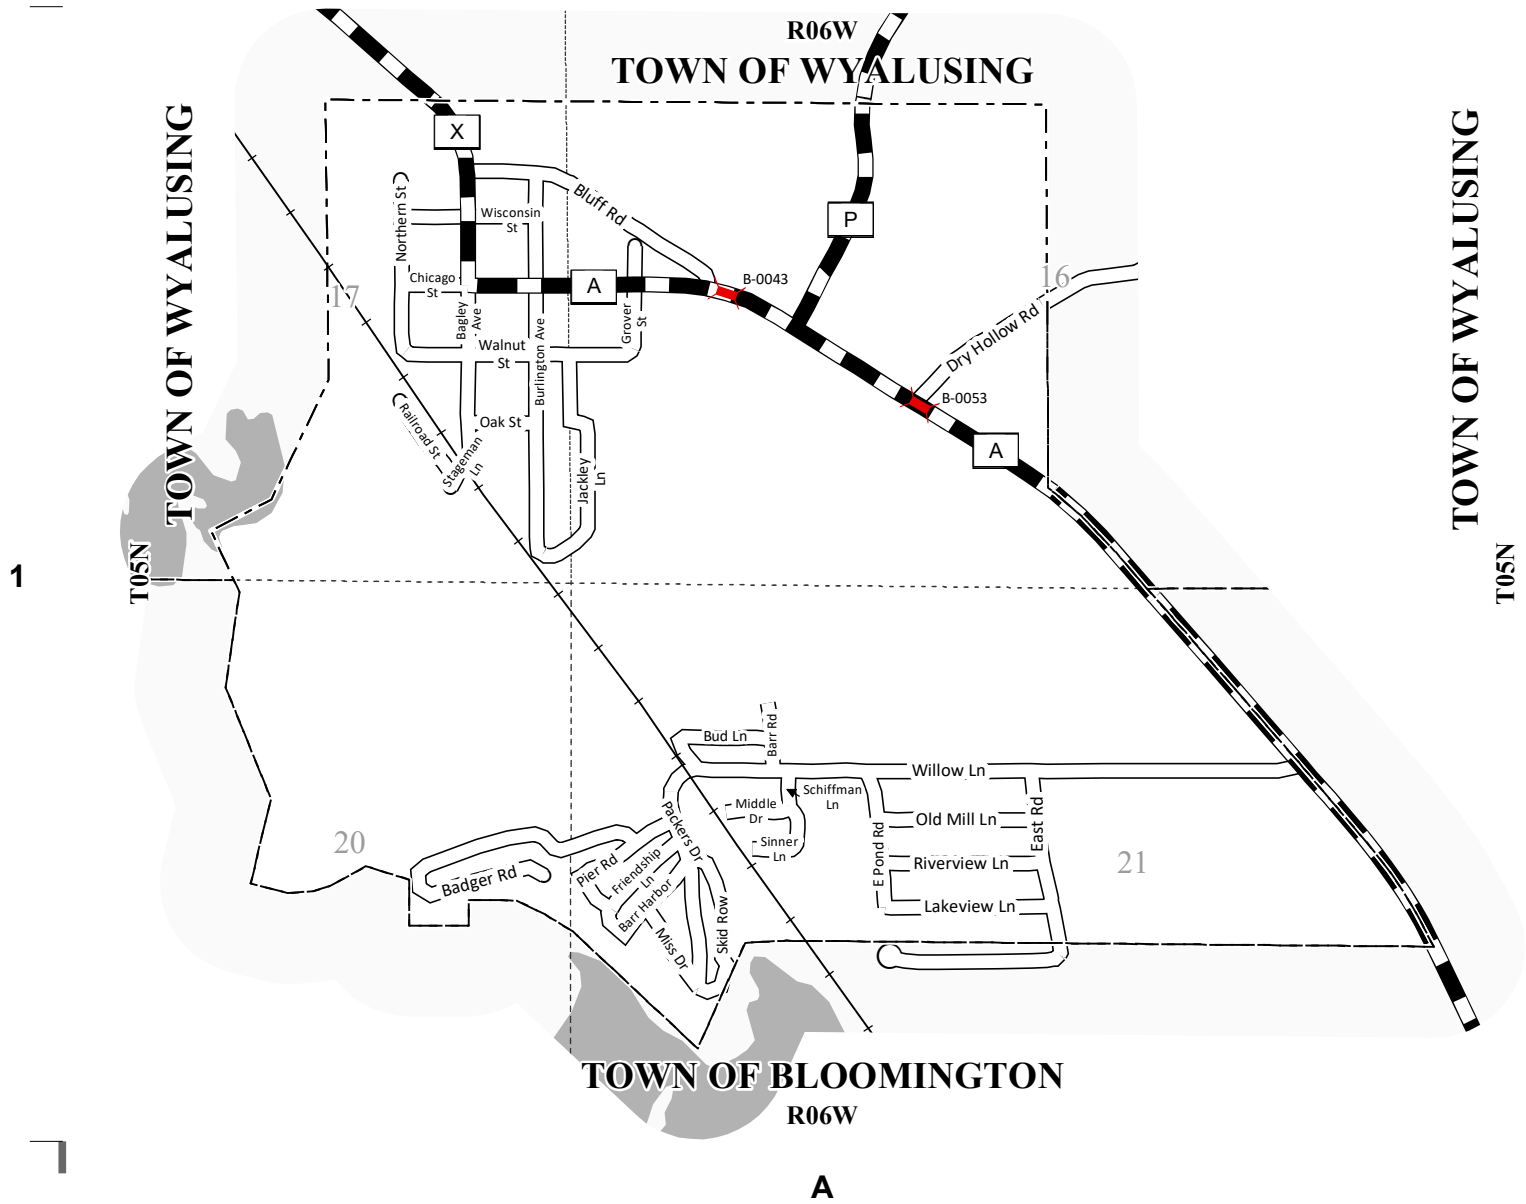 R06W
TOWN OF WYALUSING
TOWN OF WYALUSING
TOWN OF WYALUSING
X
Northern St
Wisconsin
St
Bluff Rd
P
Chicago
St
A
B-0043
16
17
Bagley
Ave
Burlington Ave
Grover
St
Walnut
St
Dry Hollow Rd
B-0053
Railroad St
Oak St
Stageman
Ln
Jackley
Ln
A
1
T05N
T05N
Bud Ln
Barr Rd
Willow Ln
Schiffman
Ln
Middle
Dr
Packers Dr
Old Mill Ln
East Rd
Sinner
Ln
20
E Pond Rd
Riverview Ln
21
Badger Rd
Pier Rd
Friendship
Ln
Barr Harbor
Lakeview Ln
Miss Dr
Skid Row
TOWN OF BLOOMINGTON
R06W
A